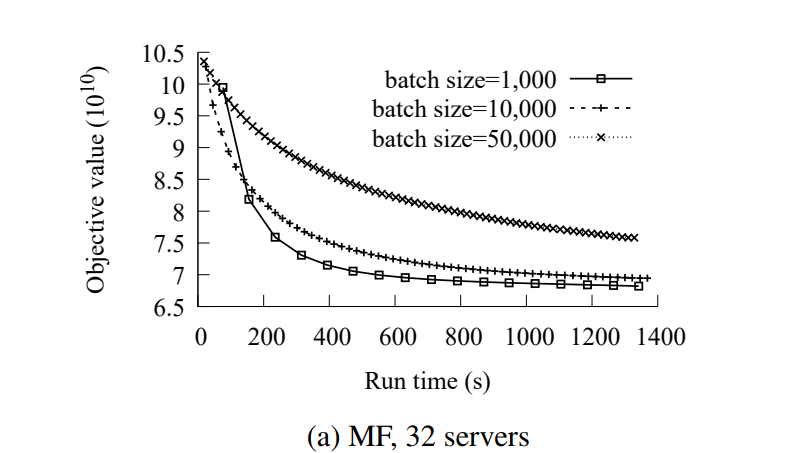 10.5
10
9.5
9
8.5
8
7.5
7
6.5
Objective value (10^10)
batch size=1,000
batch size=10,000
batch size=50,000
0 200 400 600 800 1000 1200 1400
Run time (s)
(a) MF, 32 servers